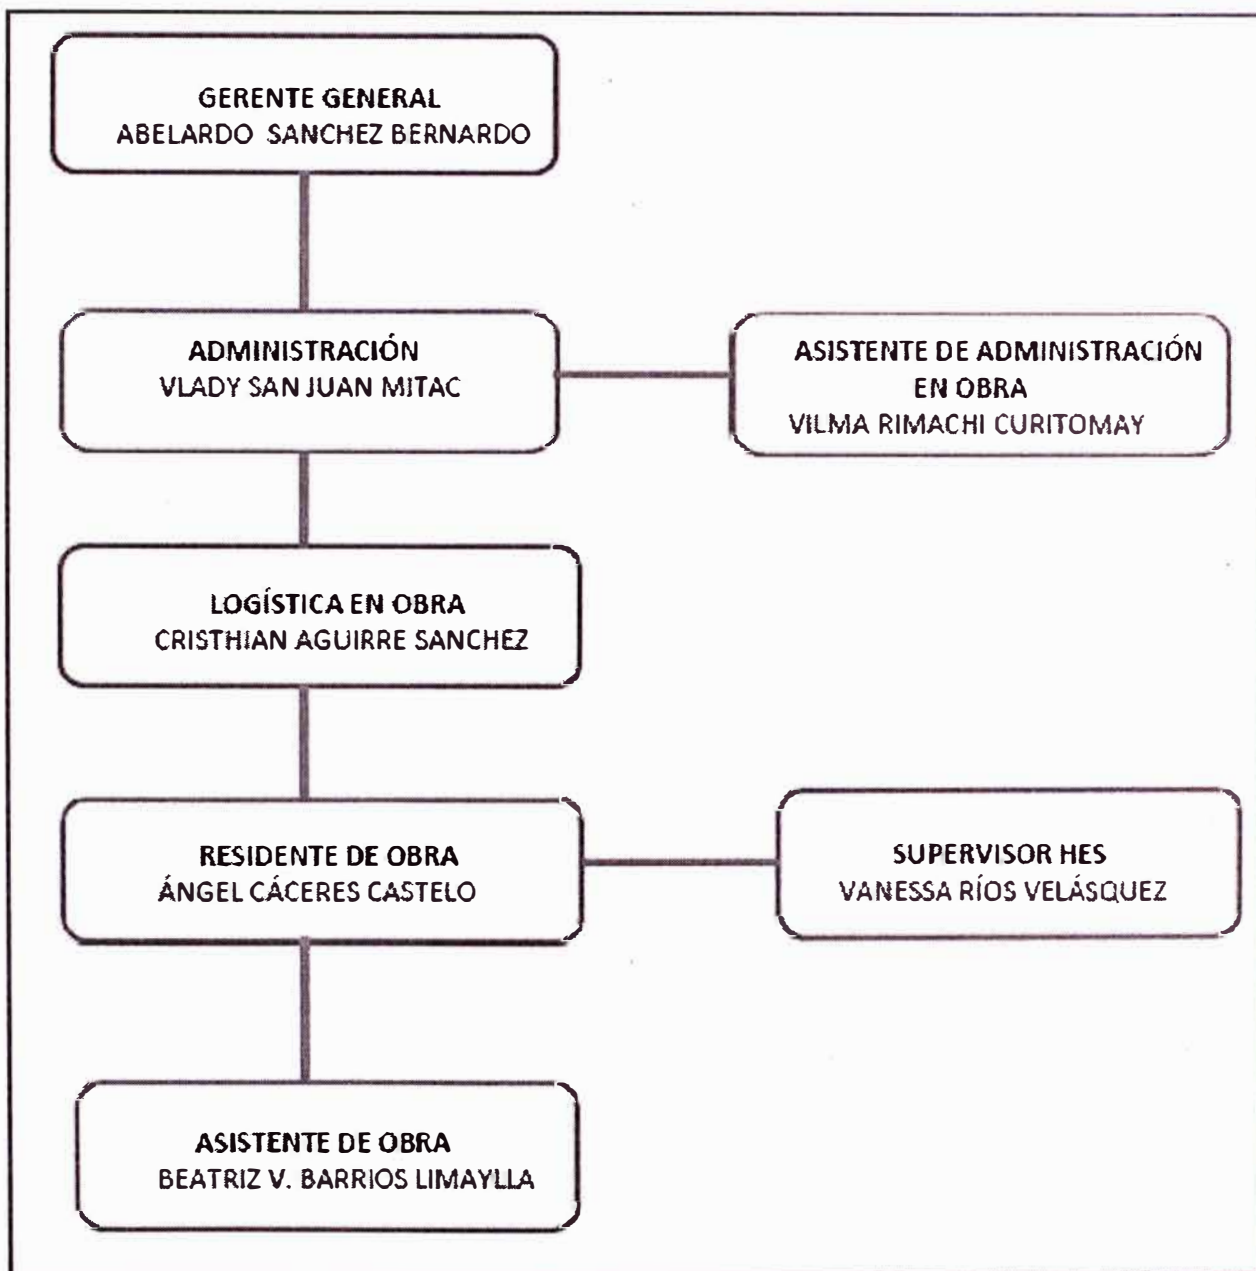 GERENTE GENERAL
ABELARDO SANCHEZ BERNARDO
ADMINISTRACIÓN
VLADY SAN JUAN MITAC
ASISTENTE DE ADMINISTRACIÓN
EN OBRA
VILMA RIMACHI CURITOMAY
LOGÍSTICA EN OBRA
CRISTHIAN AGUIRRE SANCHEZ
RESIDENTE DE OBRA
ÁNGEL CÁCERES CASTELO
SUPERVISOR HES
VANESSA RÍOS VELÁSQUEZ
ASISTENTE DE OBRA
BEATRIZ V. BARRIOS LIMAYLLA